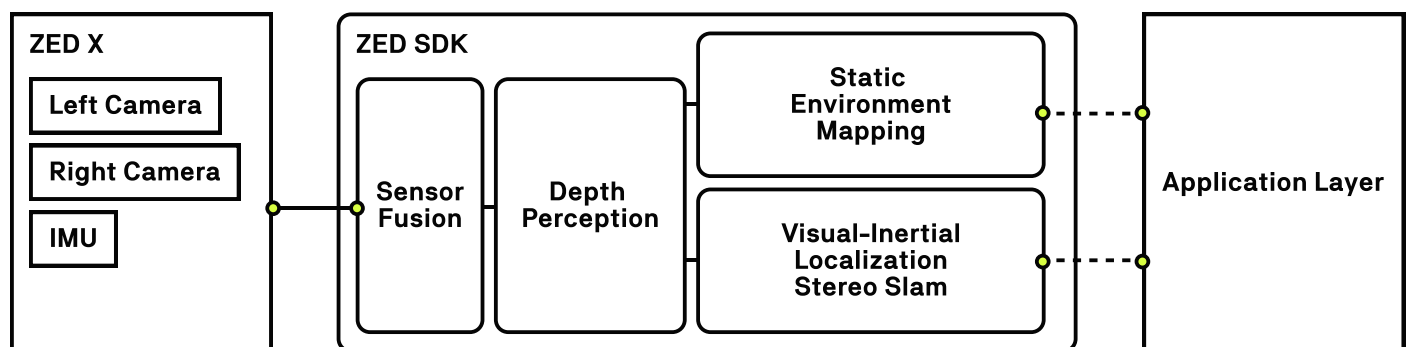 ZED X
Left Camera
Right Camera
IMU
ZED SDK
Sensor
Fusion
Depth
Perception
Static
Environment
Mapping
Visual-Inertial
Localization
Stereo Slam
Application Layer